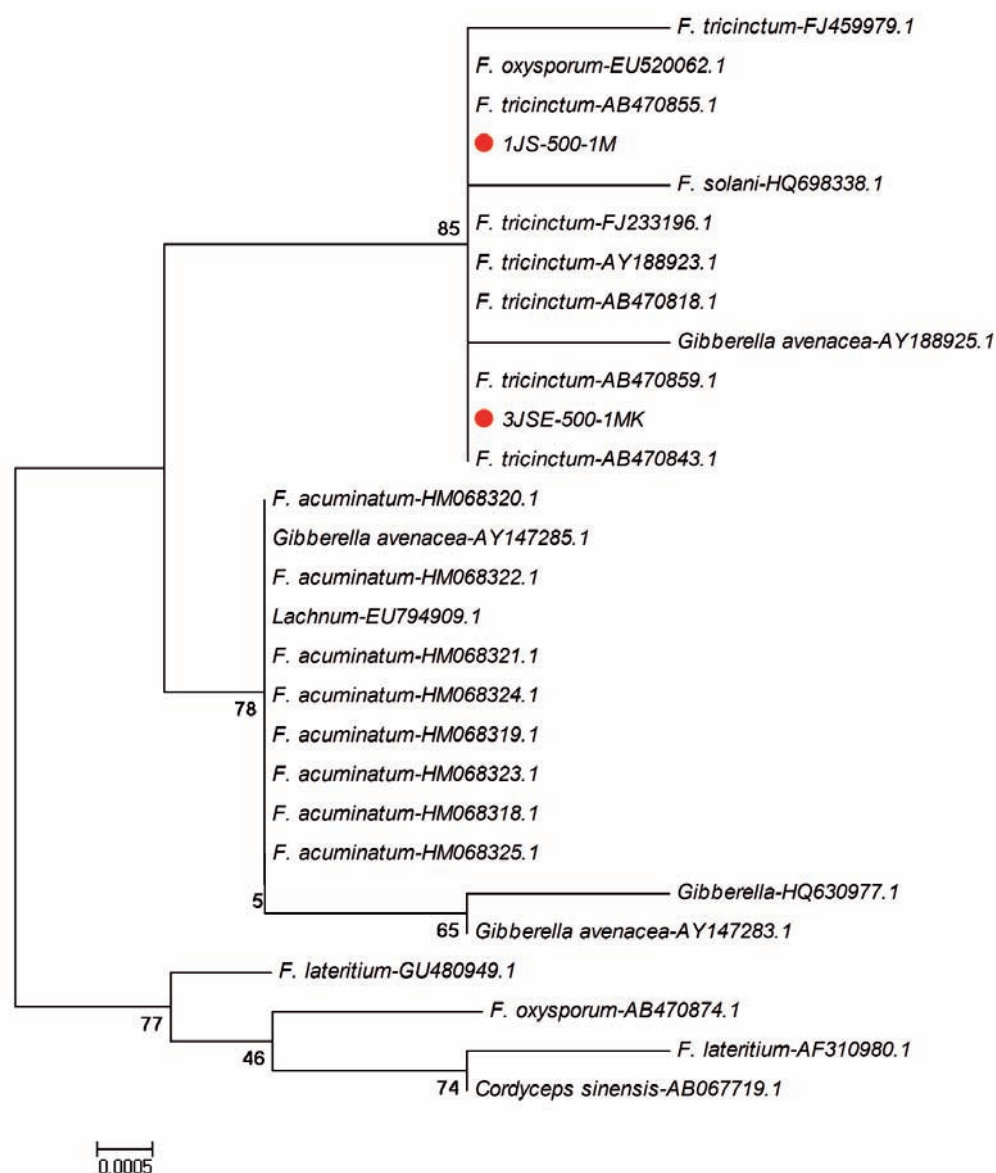 F. tricinctum-FJ459979.1
F. oxysporum-EU520062.1
F. tricinctum-AB470855.1
1JS-500-1M
F. solani-HQ698338.1
85
F. tricinctum-FJ233196.1
F. tricinctum-AY188923.1
F. tricinctum-AB470818.1
Gibberella avenacea-AY188925.1
F. tricinctum-AB470859.1
3JSE-500-1MK
F. tricinctum-AB470843.1
F. acuminatum-HM068320.1
Gibberella avenacea-AY147285.1
F. acuminatum-HM068322.1
Lachnum-EU794909.1
F. acuminatum-HM068321.1
F. acuminatum-HM068324.1
78
F. acuminatum-HM068319.1
F. acuminatum-HM068323.1
F. acuminatum-HM068318.1
F. acuminatum-HM068325.1
5
Gibberella-HQ630977.1
65
Gibberella avenacea-AY147283.1
F. lateritium-GU480949.1
77
F. oxysporum-AB470874.1
46
F. lateritium-AF310980.1
74
Cordyceps sinensis-AB067719.1
0.0005